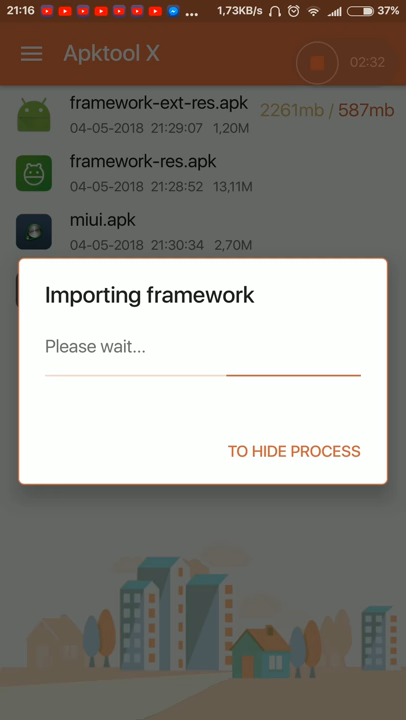 21:16
... 1,73KB/s 37%
Apktool X
02:32
framework-ext-res.apk
2261mb / 587mb
04-05-2018 21:29:07 1,20M
framework-res.apk
04-05-2018 21:28:52 13,11M
miui.apk
04-05-2018 21:30:34 2,70M
Importing framework
Please wait...
TO HIDE PROCESS